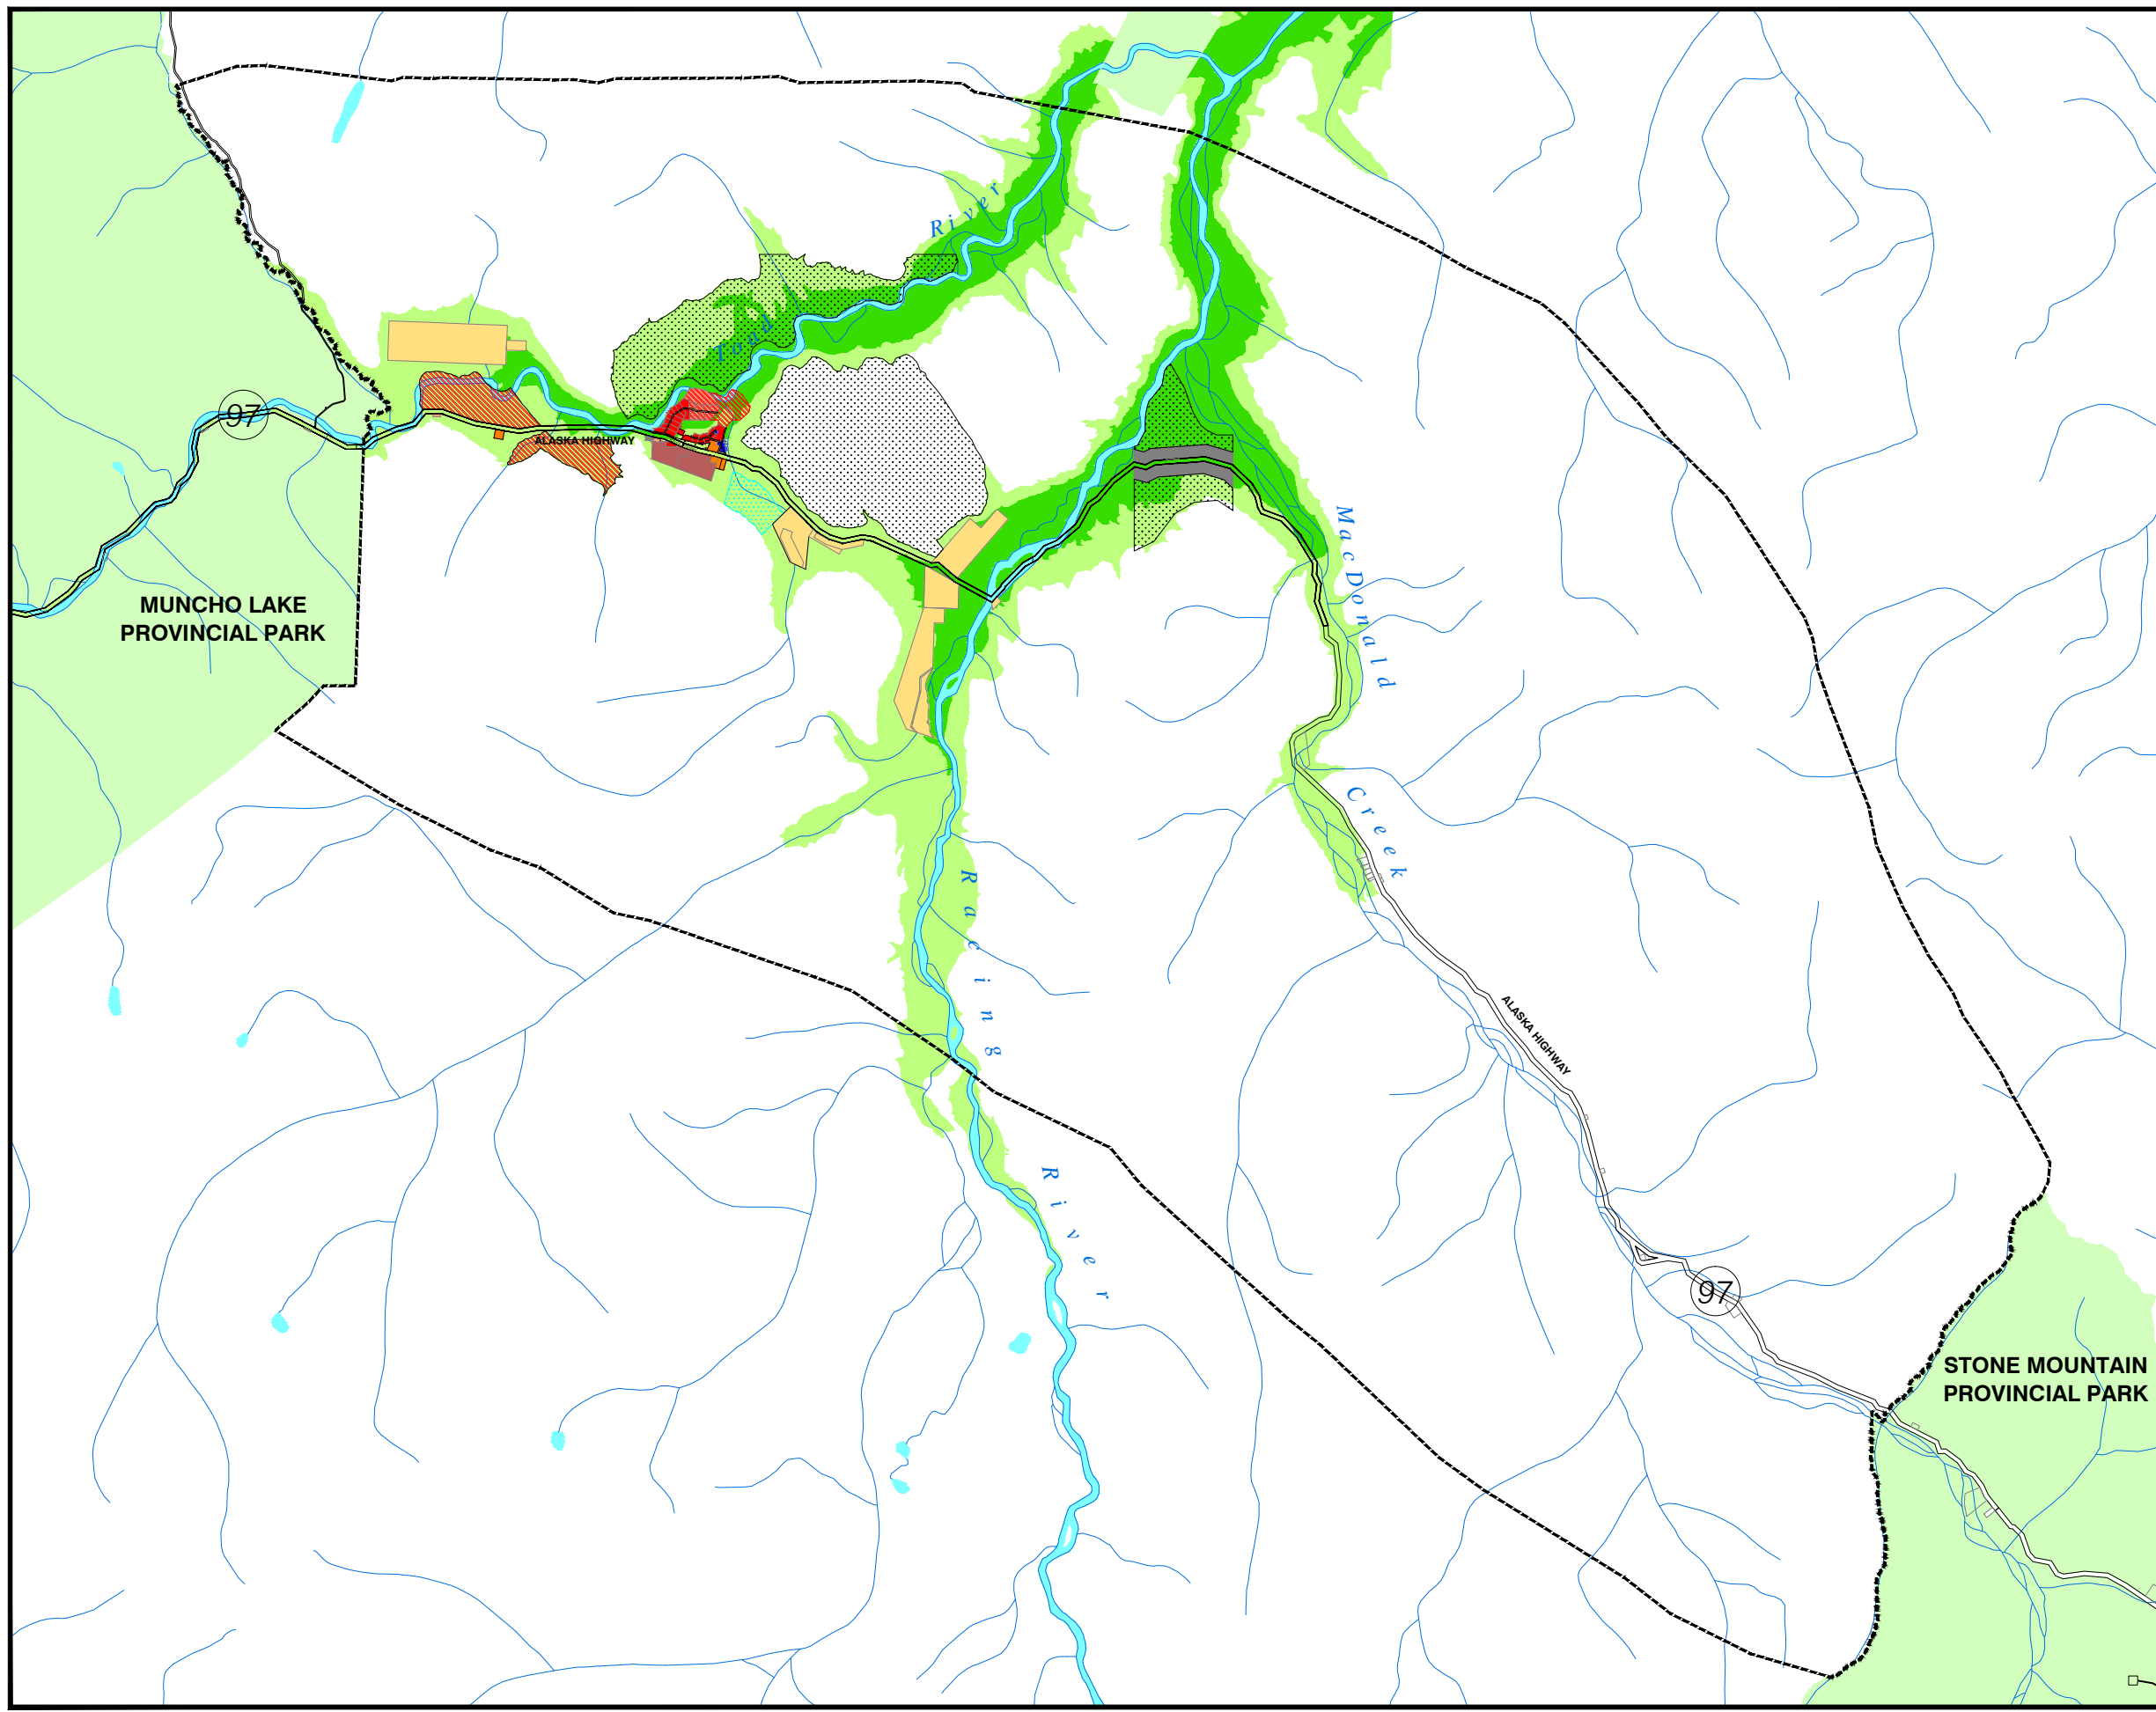 Toad River
97
ALASKA HIGHWAY
MUNCHO LAKE
PROVINCIAL PARK
MacDonald Creek
Racing River
ALASKA HIGHWAY
97
STONE MOUNTAIN
PROVINCIAL PARK